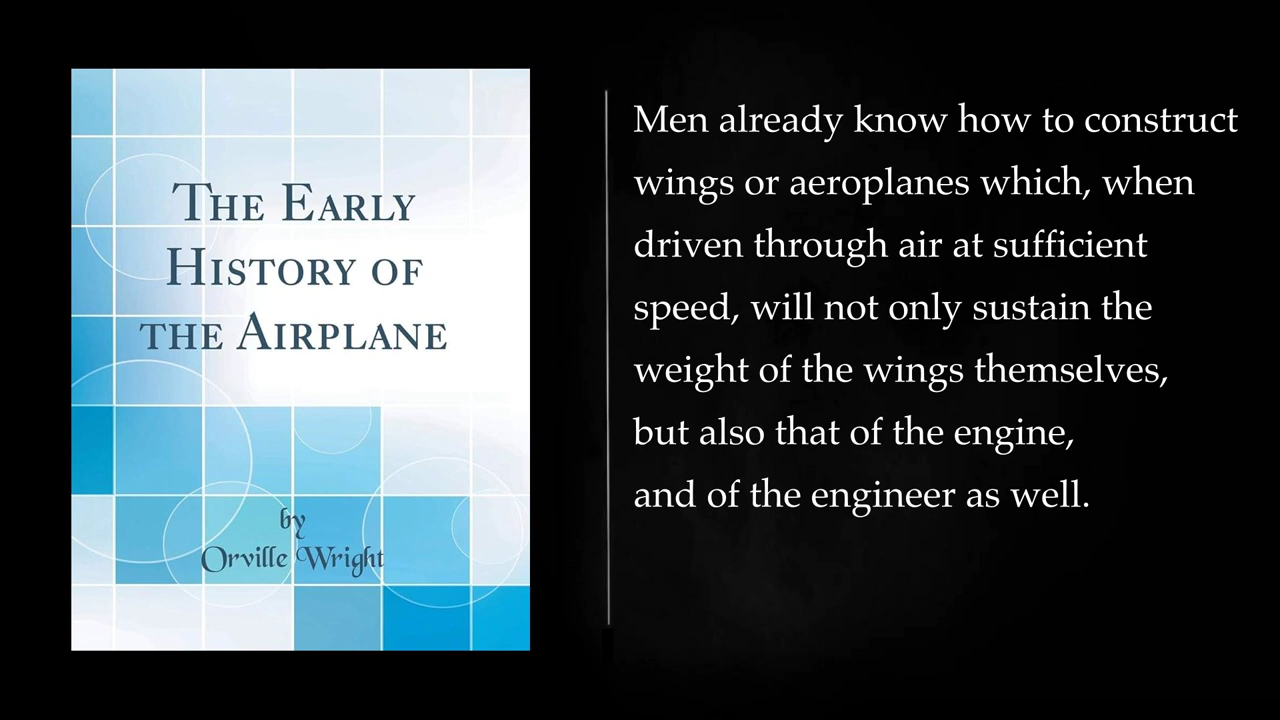 The Early
History of
the Airplane
by
Orville Wright
Men already know how to construct
wings or aeroplanes which, when
driven through air at sufficient
speed, will not only sustain the
weight of the wings themselves,
but also that of the engine,
and of the engineer as well.